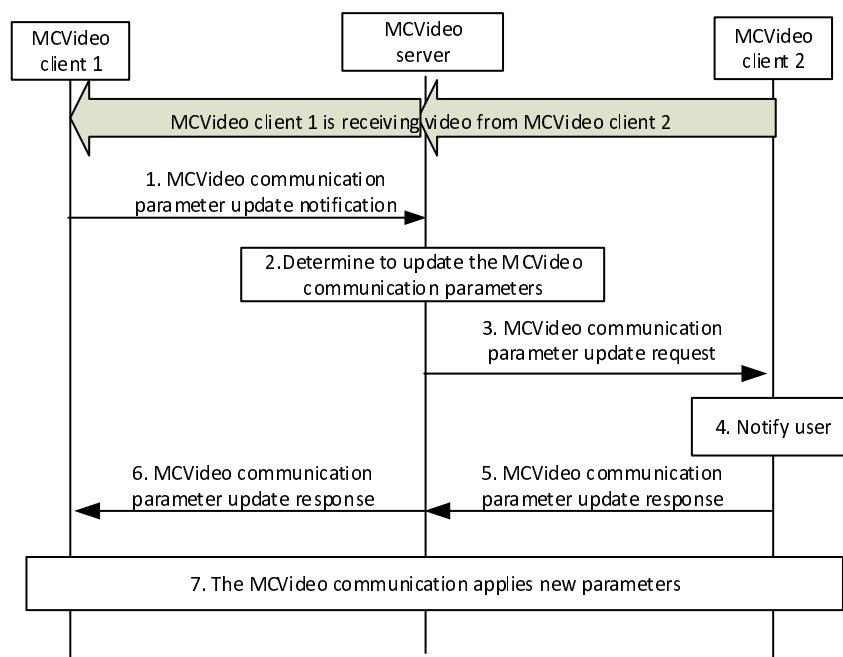 MCVideo
client 1
MCVideo
server
MCVideo
client 2
MCVideo client 1 is receiving video from MCVideo client 2
1. MCVideo communication
parameter update notification
2.Determine to update the MCVideo
communication parameters
3. MCVideo communication
parameter update request
4. Notify user
6. MCVideo communication
parameter update response
5. MCVideo communication
parameter update response
7. The MCVideo communication applies new parameters